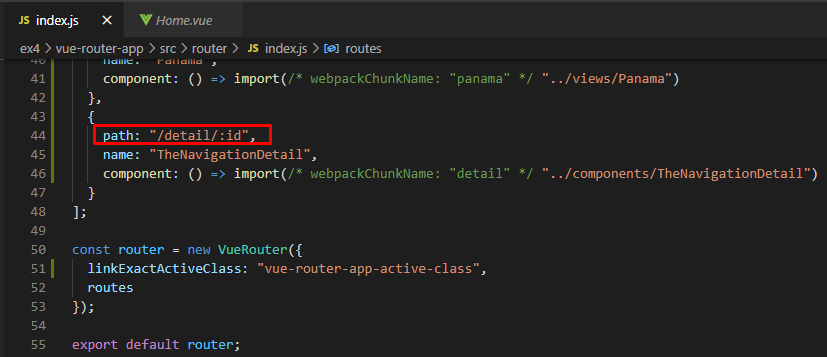 JS index.js × Home.vue
ex4 > vue-router-app > src > router > JS index.js > routes
40 name: "Panama",
41 component: () => import(/* webpackChunkName: "panama" */ "../views/Panama")
42 },
43 {
44 path: "/detail/:id",
45 name: "TheNavigationDetail",
46 component: () => import(/* webpackChunkName: "detail" */ "../components/TheNavigationDetail")
47 }
48 ];
49
50 const router = new VueRouter({
51 linkExactActiveClass: "vue-router-app-active-class",
52 routes
53 });
54
55 export default router;